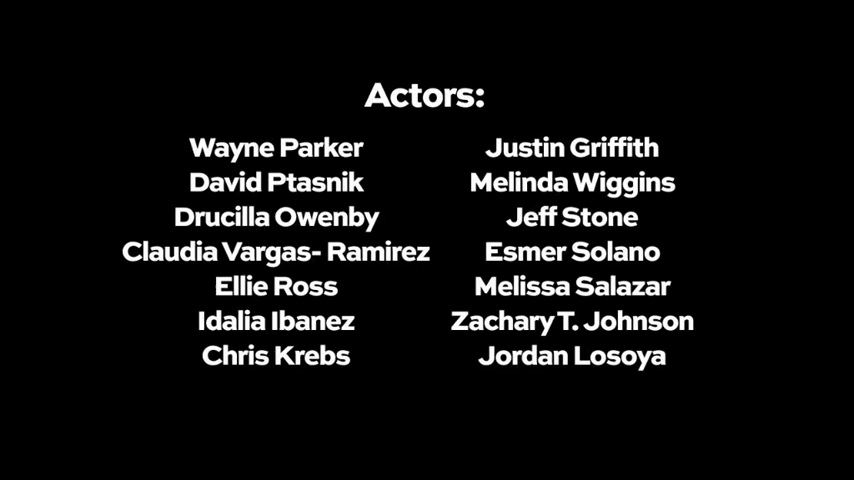 Actors:
Wayne Parker
David Ptasnik
Drucilla Owenby
Claudia Vargas- Ramirez
Ellie Ross
Idalia Ibanez
Chris Krebs
Justin Griffith
Melinda Wiggins
Jeff Stone
Esmer Solano
Melissa Salazar
Zachary T. Johnson
Jordan Losoya